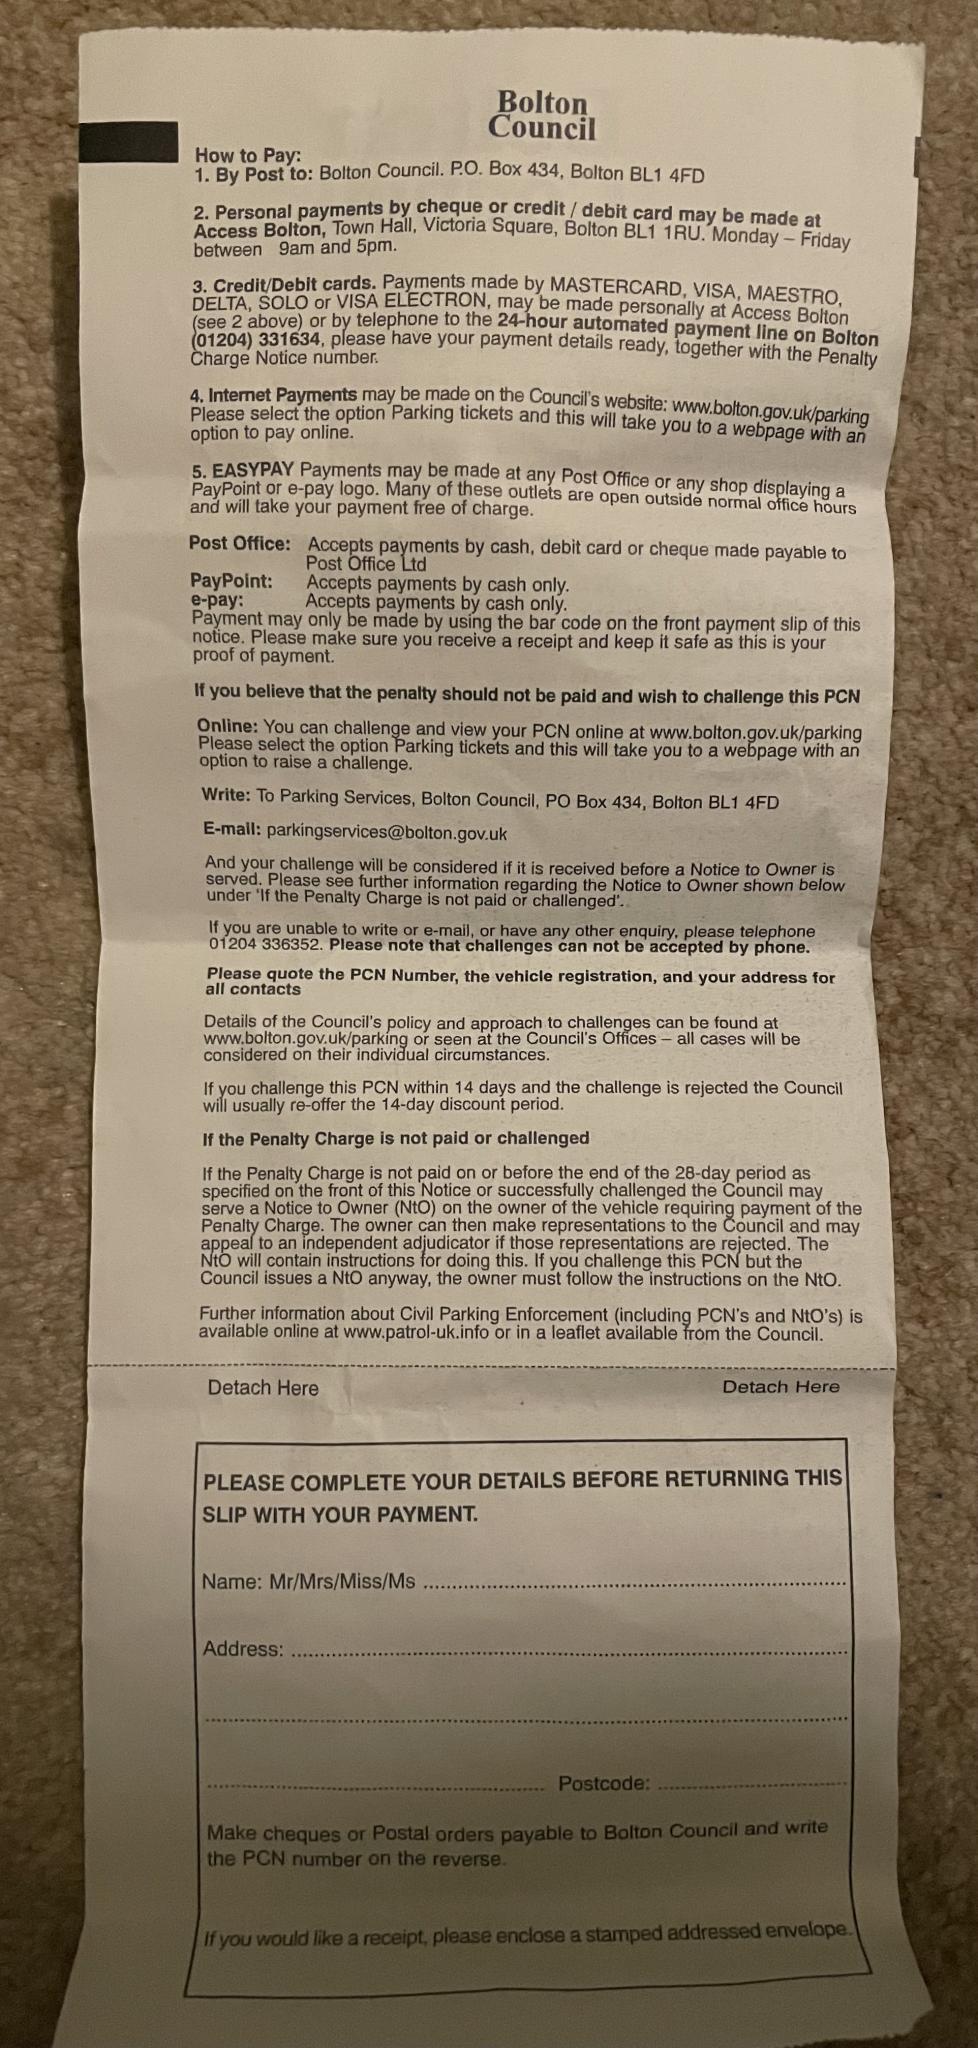 Bolton
Council
How to Pay:
1. By Post to: Bolton Council. P.O. Box 434, Bolton BL1 4FD
2. Personal payments by cheque or credit / debit card may be made at
Access Bolton, Town Hall, Victoria Square, Bolton BL1 1RU. Monday – Friday
between 9am and 5pm.
3. Credit/Debit cards. Payments made by MASTERCARD, VISA, MAESTRO,
DELTA, SOLO or VISA ELECTRON, may be made personally at Access Bolton
(see 2 above) or by telephone to the 24-hour automated payment line on Bolton
(01204) 331634, please have your payment details ready, together with the Penalty
Charge Notice number.
4. Internet Payments may be made on the Council's website: www.bolton.gov.uk/parking
Please select the option Parking tickets and this will take you to a webpage with an
option to pay online.
5. EASYPAY Payments may be made at any Post Office or any shop displaying a
PayPoint or e-pay logo. Many of these outlets are open outside normal office hours
and will take your payment free of charge.
Post Office: Accepts payments by cash, debit card or cheque made payable to
Post Office Ltd
PayPoint: Accepts payments by cash only.
e-pay: Accepts payments by cash only.
Payment may only be made by using the bar code on the front payment slip of this
notice. Please make sure you receive a receipt and keep it safe as this is your
proof of payment.
If you believe that the penalty should not be paid and wish to challenge this PCN
Online: You can challenge and view your PCN online at www.bolton.gov.uk/parking
Please select the option Parking tickets and this will take you to a webpage with an
option to raise a challenge.
Write: To Parking Services, Bolton Council, PO Box 434, Bolton BL1 4FD
E-mail: parkingservices@bolton.gov.uk
And your challenge will be considered if it is received before a Notice to Owner is
served. Please see further information regarding the Notice to Owner shown below
under 'If the Penalty Charge is not paid or challenged'.
If you are unable to write or e-mail, or have any other enquiry, please telephone
01204 336352. Please note that challenges can not be accepted by phone.
Please quote the PCN Number, the vehicle registration, and your address for
all contacts
Details of the Council's policy and approach to challenges can be found at
www.bolton.gov.uk/parking or seen at the Council's Offices – all cases will be
considered on their individual circumstances.
If you challenge this PCN within 14 days and the challenge is rejected the Council
will usually re-offer the 14-day discount period.
If the Penalty Charge is not paid or challenged
If the Penalty Charge is not paid on or before the end of the 28-day period as
specified on the front of this Notice or successfully challenged the Council may
serve a Notice to Owner (NtO) on the owner of the vehicle requiring payment of the
Penalty Charge. The owner can then make representations to the Council and may
appeal to an independent adjudicator if those representations are rejected. The
NtO will contain instructions for doing this. If you challenge this PCN but the
Council issues a NtO anyway, the owner must follow the instructions on the NtO.
Further information about Civil Parking Enforcement (including PCN's and NtO's) is
available online at www.patrol-uk.info or in a leaflet available from the Council.
Detach Here Detach Here
PLEASE COMPLETE YOUR DETAILS BEFORE RETURNING THIS
SLIP WITH YOUR PAYMENT.
Name: Mr/Mrs/Miss/Ms
Address:
Postcode:
Make cheques or Postal orders payable to Bolton Council and write
the PCN number on the reverse.
If you would like a receipt, please enclose a stamped addressed envelope.